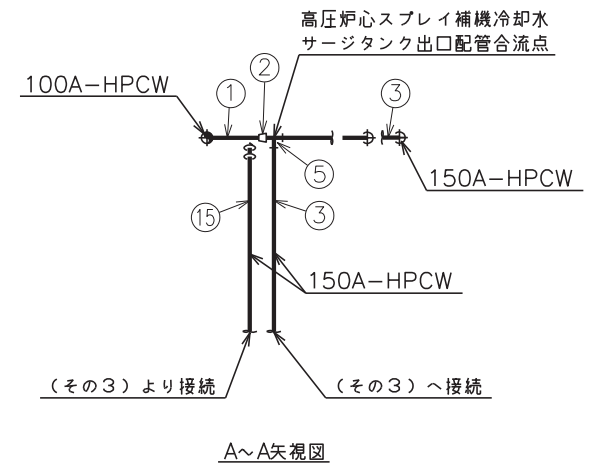 高圧炉心スプレイ補機冷却水
サージタンク出口配管合流点
100A-HPCW
1
2
3
150A-HPCW
5
15
3
150A-HPCW
(その3)より接続
(その3)へ接続
A~A矢視図